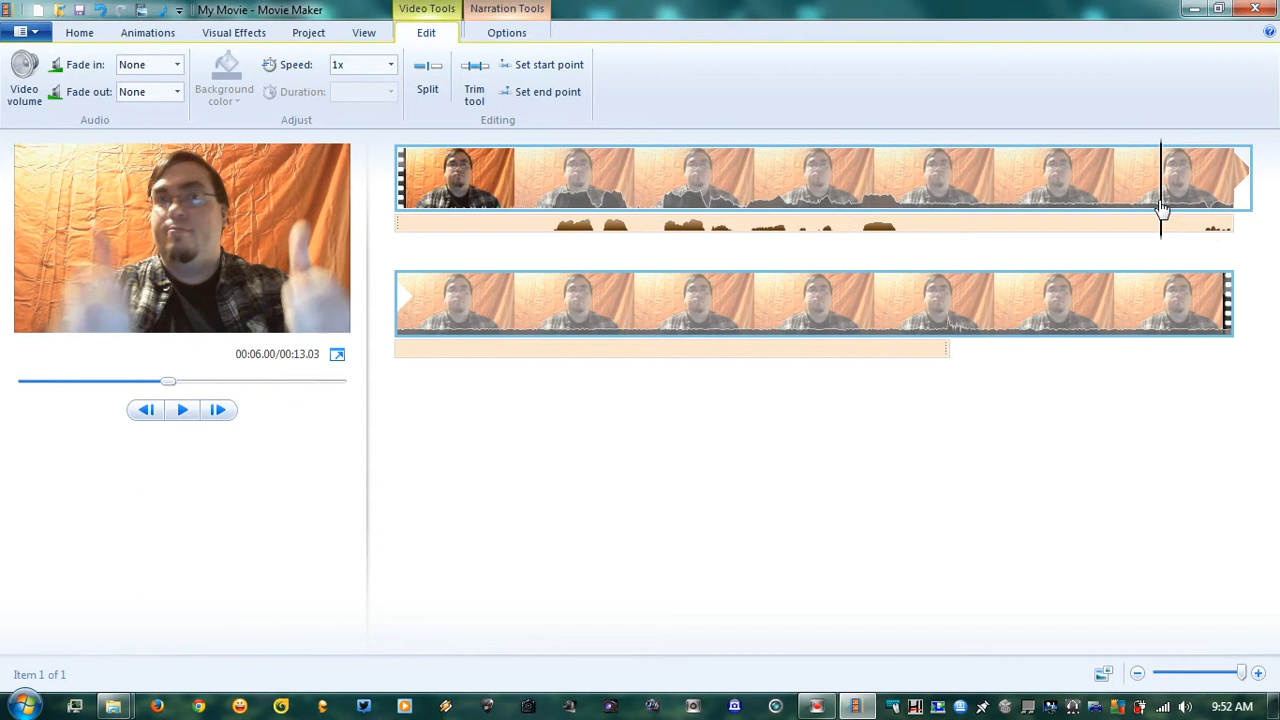 My Movie - Movie Maker
Video Tools
Narration Tools
Home
Animations
Visual Effects
Project
View
Edit
Options
Video
volume
Fade in:
None
Fade out:
None
Audio
Background
color
Speed:
1x
Duration:
Adjust
Split
Trim
tool
Set start point
Set end point
Editing
00:06.00/00:13.03
Item 1 of 1
9:52 AM